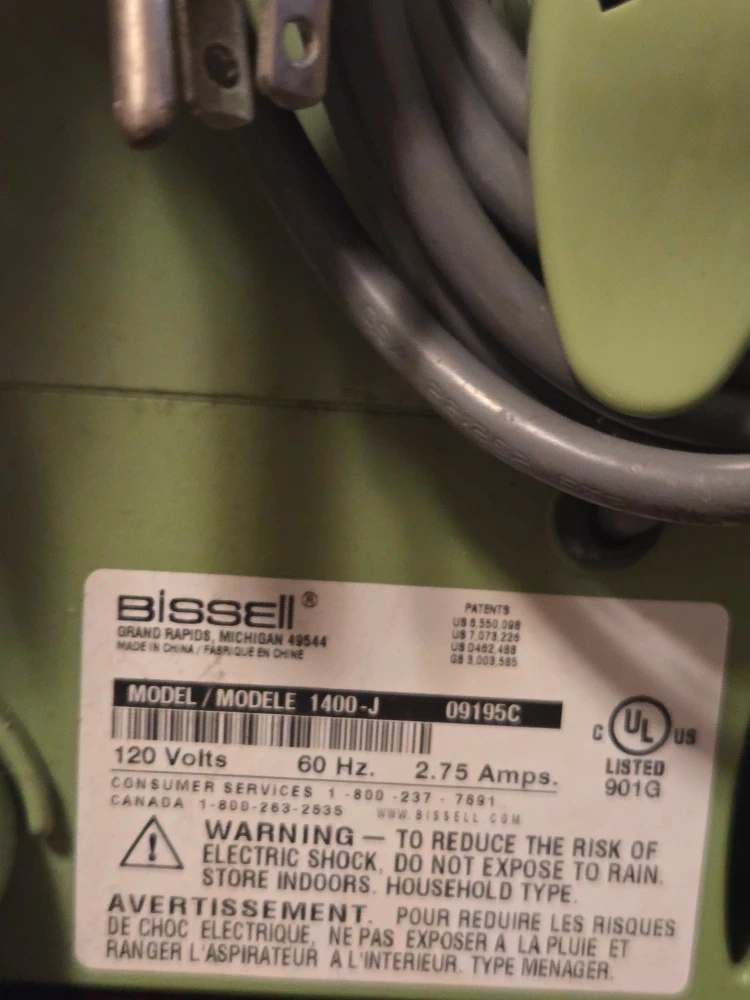 BISSELL®
GRAND RAPIDS, MICHIGAN 49544
MADE IN CHINA / FABRIQUE EN CHINE
PATENTS
US 6,550,098
US 7,073,226
US D482,488
GB 3,003,585
MODEL / MODELE 1400-J 09195C
120 Volts 60 Hz. 2.75 Amps.
CONSUMER SERVICES 1-800-237-7691
CANADA 1-800-263-2535 WWW.BISSELL.COM
C UL US
LISTED
901G
WARNING — TO REDUCE THE RISK OF
ELECTRIC SHOCK, DO NOT EXPOSE TO RAIN.
STORE INDOORS. HOUSEHOLD TYPE.
AVERTISSEMENT. POUR REDUIRE LES RISQUES
DE CHOC ELECTRIQUE, NE PAS EXPOSER A LA PLUIE ET
RANGER L'ASPIRATEUR A L'INTERIEUR. TYPE MENAGER.